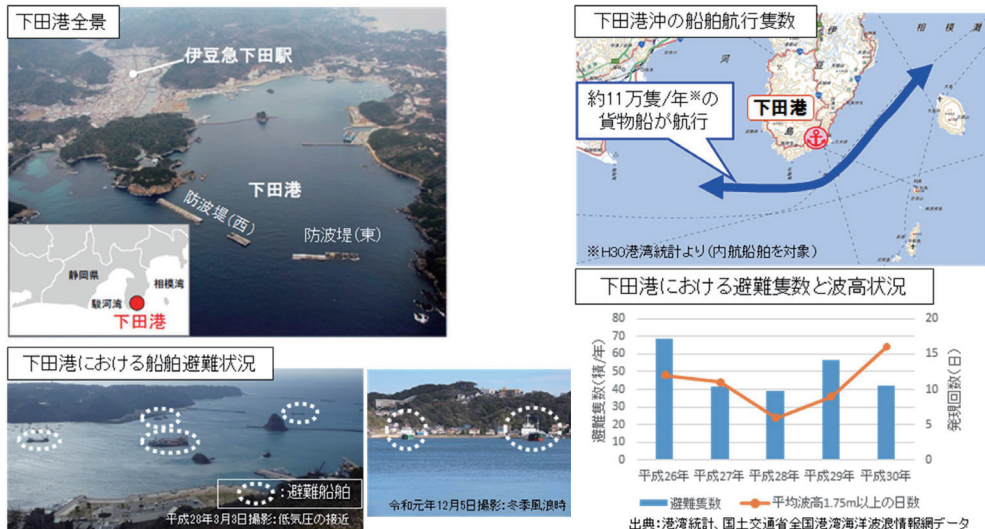 下田港全景
伊豆急下田駅
下田港
防波堤(西)
防波堤(東)
静岡県
相模湾
駿河湾
下田港
下田港沖の船舶航行隻数
相 模 灘
伊
豆
河
島
約11万隻/年※の
貨物船が航行
下田港
※H30港湾統計より(内航船舶を対象)
下田港における船舶避難状況
:避難船舶
平成28年3月3日撮影:低気圧の接近
令和元年12月5日撮影:冬季風浪時
下田港における避難隻数と波高状況
避難隻数(積/年)
80
70
60
50
40
30
20
10
0
20
15
10
5
0
発現回数(日)
平成26年 平成27年 平成28年 平成29年 平成30年
避難隻数 平均波高1.75m以上の日数
出典:港湾統計、国土交通省全国港湾海洋波浪情報網データ